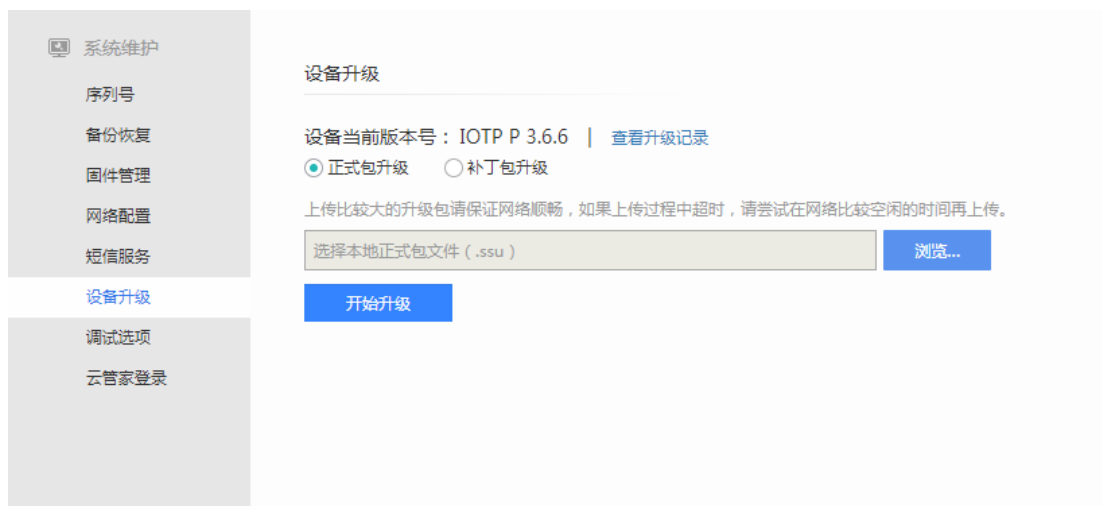 系统维护
序列号
备份恢复
固件管理
网络配置
短信服务
设备升级
调试选项
云管家登录
设备升级
设备当前版本号： IOTP P 3.6.6 | 查看升级记录
正式包升级 补丁包升级
上传比较大的升级包请保证网络顺畅，如果上传过程中超时，请尝试在网络比较空闲的时间再上传。
选择本地正式包文件（.ssu） 浏览...
开始升级